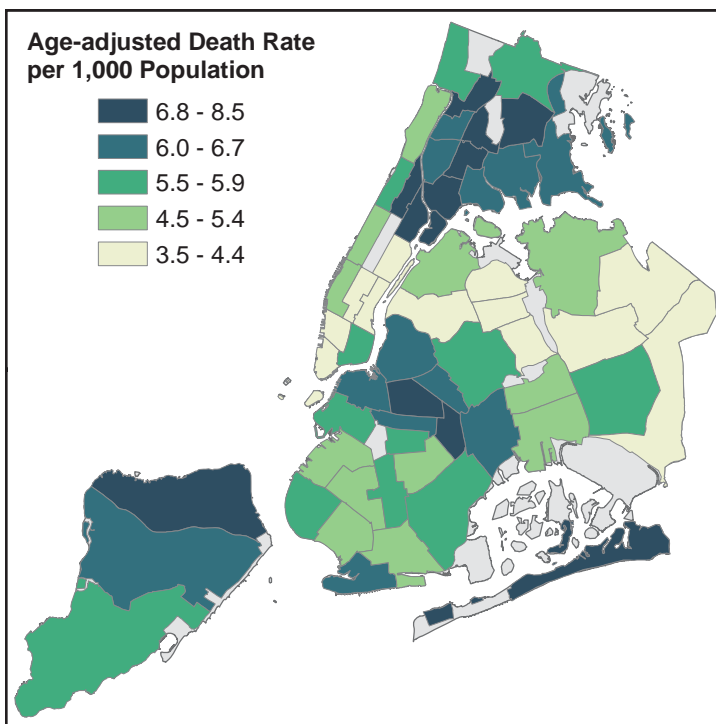 Age-adjusted Death Rate
per 1,000 Population
6.8 - 8.5
6.0 - 6.7
5.5 - 5.9
4.5 - 5.4
3.5 - 4.4